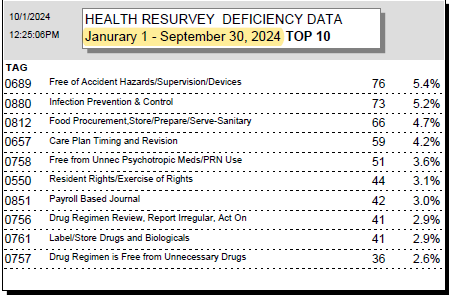 10/1/2024
HEALTH RESURVEY DEFICIENCY DATA
12:25:06PM
Janurary 1 - September 30, 2024 TOP 10
TAG
0689 Free of Accident Hazards/Supervision/Devices 76 5.4%
0880 Infection Prevention & Control 73 5.2%
0812 Food Procurement,Store/Prepare/Serve-Sanitary 66 4.7%
0657 Care Plan Timing and Revision 59 4.2%
0758 Free from Unnec Psychotropic Meds/PRN Use 51 3.6%
0550 Resident Rights/Exercise of Rights 44 3.1%
0851 Payroll Based Journal 42 3.0%
0756 Drug Regimen Review, Report Irregular, Act On 41 2.9%
0761 Label/Store Drugs and Biologicals 41 2.9%
0757 Drug Regimen is Free from Unnecessary Drugs 36 2.6%